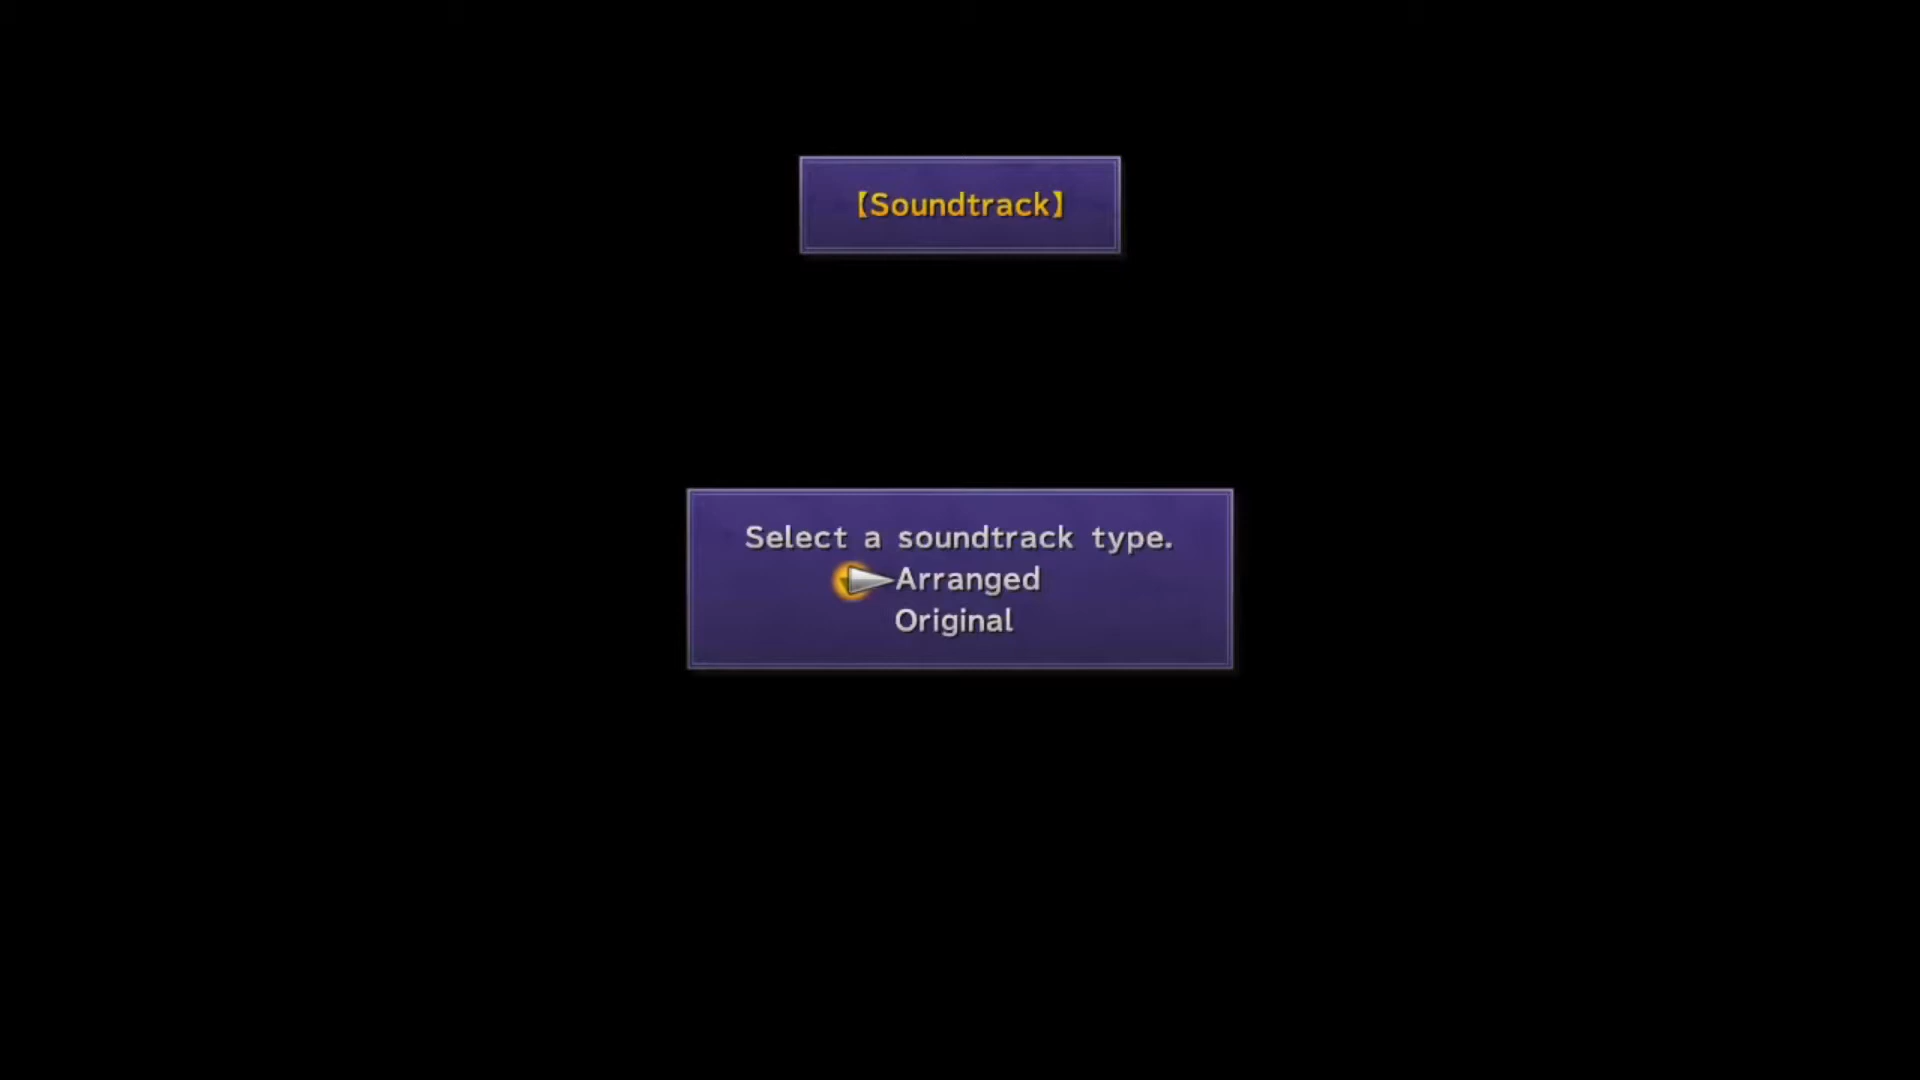 【Soundtrack】
Select a soundtrack type.
Arranged
Original